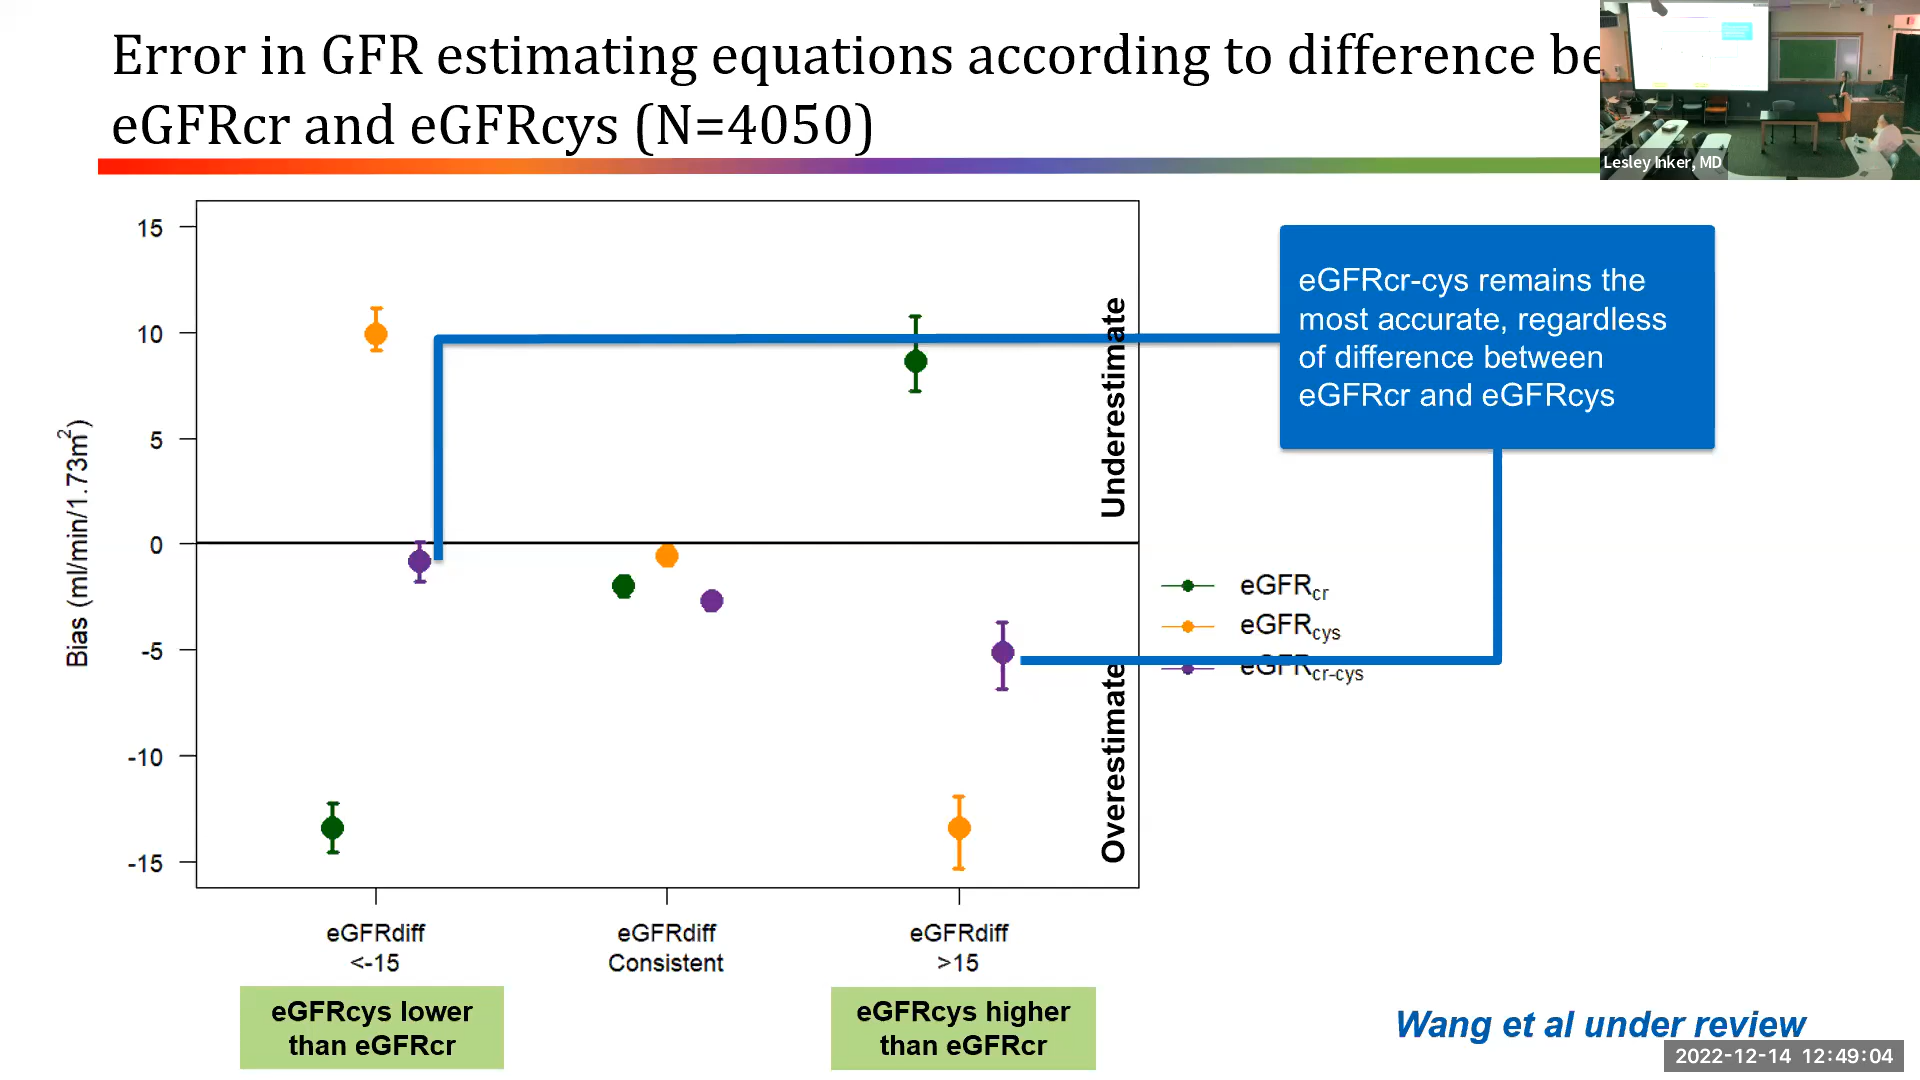 Error in GFR estimating equations according to difference be
eGFRcr and eGFRcys (N=4050)
Lesley Inker, MD
15
10
5
0
-5
-10
-15
Bias (ml/min/1.73m²)
Underestimate
Overestimate
eGFRcr-cys remains the
most accurate, regardless
of difference between
eGFRcr and eGFRcys
eGFRcr
eGFRcys
eGFRcr-cys
eGFRdiff
<-15
eGFRdiff
Consistent
eGFRdiff
>15
eGFRcys lower
than eGFRcr
eGFRcys higher
than eGFRcr
Wang et al under review
2022-12-14 12:49:04